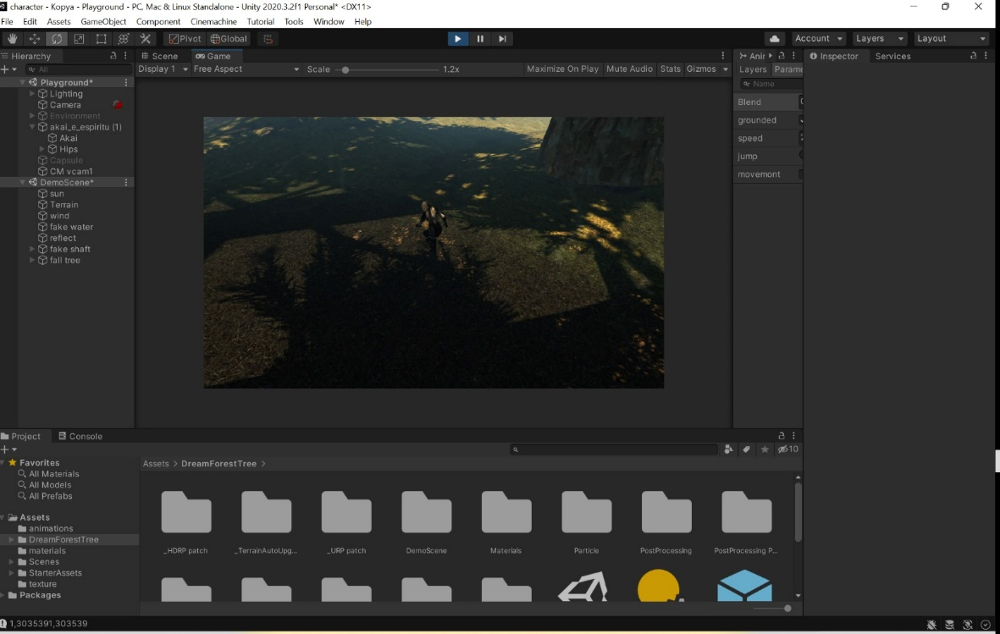 character - Kopya - Playground - PC, Mac & Linux Standalone - Unity 2020.3.2f1 Personal* <DX11>
File Edit Assets GameObject Component Cinemachine Tutorial Tools Window Help
Pivot Global Account Layers Layout
Hierarchy
All
Playground*
Lighting
Camera
Environment
akai_e_espiritu (1)
Akai
Hips
Capsule
CM vcam1
DemoScene*
sun
Terrain
wind
fake water
reflect
fake shaft
fall tree
Scene Game
Display 1 Free Aspect Scale 1.2x Maximize On Play Mute Audio Stats Gizmos
Anir
Layers Parame
Name
Blend
grounded
speed
jump
movemont
Inspector Services
Project Console
10
Favorites
All Materials
All Models
All Prefabs
Assets
animations
DreamForestTree
materials
Scenes
StarterAssets
texture
Packages
Assets > DreamForestTree >
_HDRP patch _TerrainAutoUpg... _URP patch DemoScene Materials Particle PostProcessing PostProcessing P...
1,3035391,303539